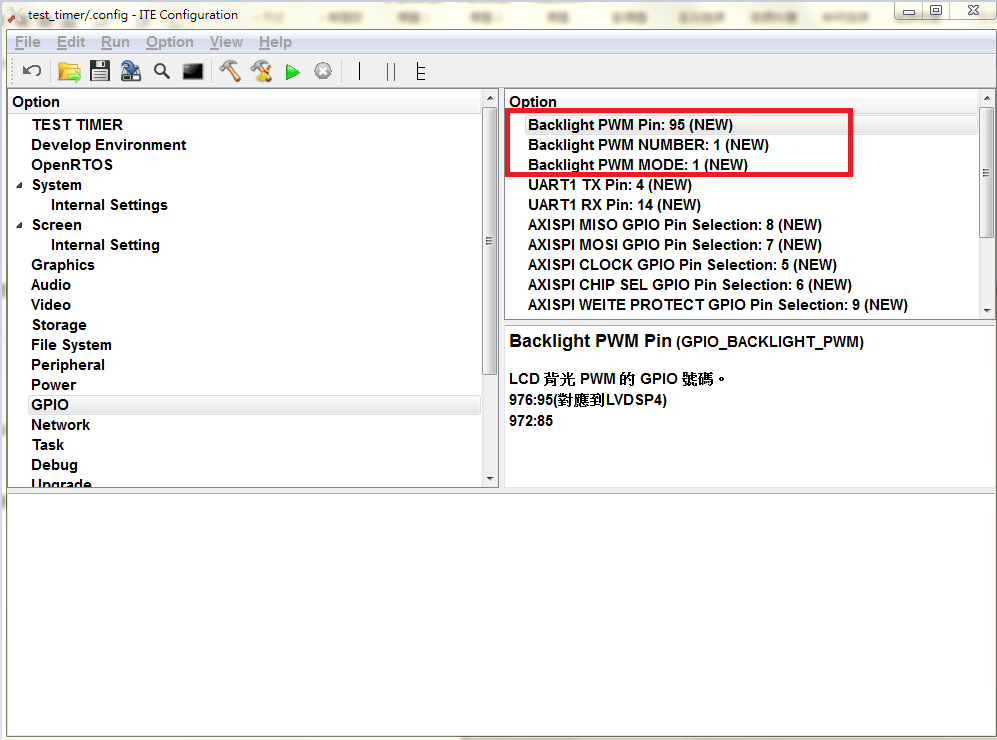 test_timer/.config - ITE Configuration
File Edit Run Option View Help
Option
TEST TIMER
Develop Environment
OpenRTOS
System
Internal Settings
Screen
Internal Setting
Graphics
Audio
Video
Storage
File System
Peripheral
Power
GPIO
Network
Task
Debug
Upgrade
Option
Backlight PWM Pin: 95 (NEW)
Backlight PWM NUMBER: 1 (NEW)
Backlight PWM MODE: 1 (NEW)
UART1 TX Pin: 4 (NEW)
UART1 RX Pin: 14 (NEW)
AXISPI MISO GPIO Pin Selection: 8 (NEW)
AXISPI MOSI GPIO Pin Selection: 7 (NEW)
AXISPI CLOCK GPIO Pin Selection: 5 (NEW)
AXISPI CHIP SEL GPIO Pin Selection: 6 (NEW)
AXISPI WEITE PROTECT GPIO Pin Selection: 9 (NEW)
Backlight PWM Pin (GPIO_BACKLIGHT_PWM)
LCD 背光 PWM 的 GPIO 號碼。
976:95(對應到LVDSP4)
972:85